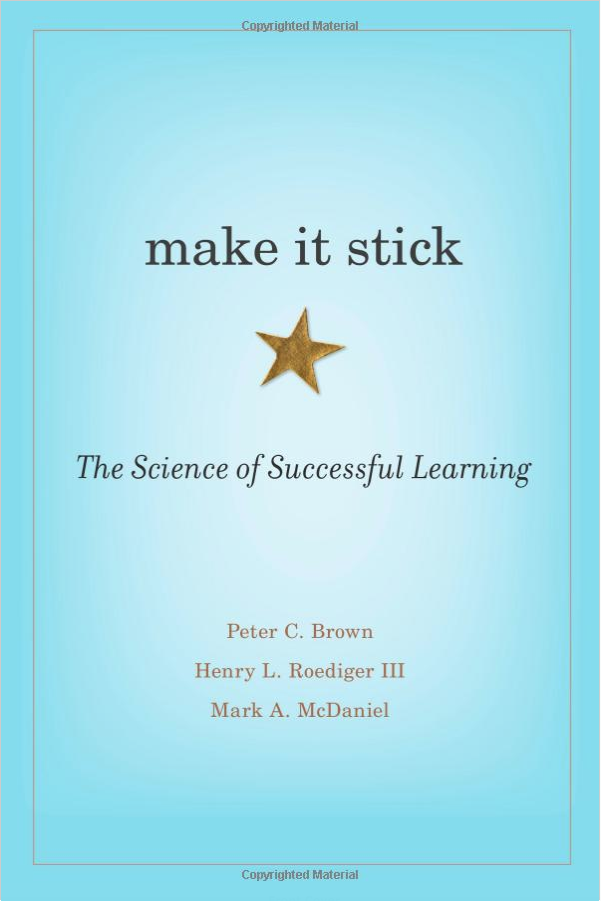 Copyrighted Material
make it stick
The Science of Successful Learning
Peter C. Brown
Henry L. Roediger III
Mark A. McDaniel
Copyrighted Material